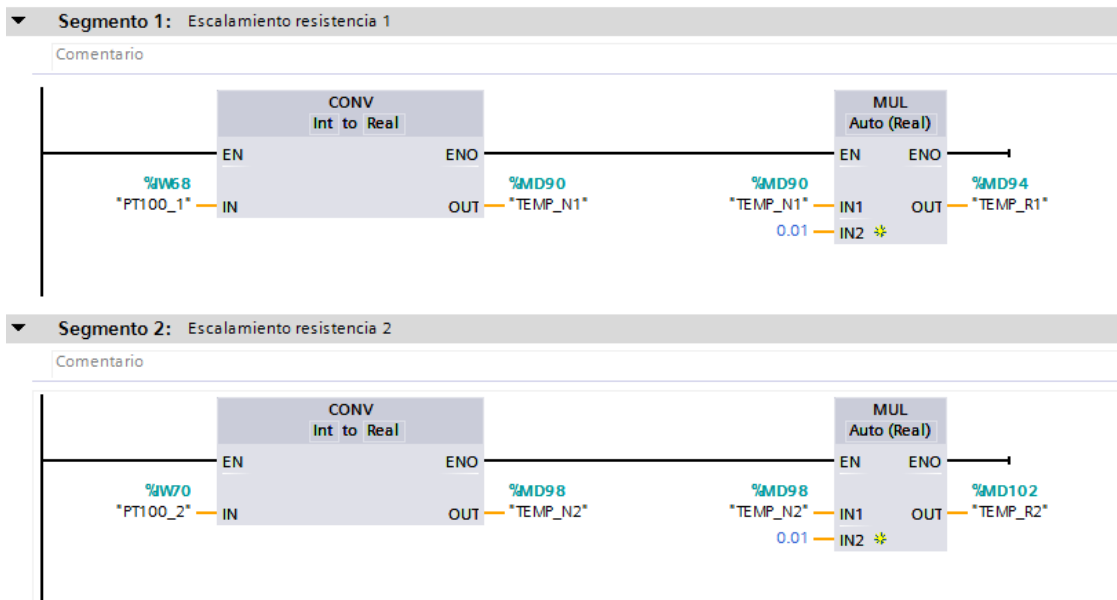 Segmento 1: Escalamiento resistencia 1
Comentario
CONV MUL
Int to Real Auto (Real)
EN ENO EN ENO
%IW68 %MD90 %MD90 %MD94
"PT100_1" IN OUT "TEMP_N1" "TEMP_N1" IN1 OUT "TEMP_R1"
0.01 IN2
Segmento 2: Escalamiento resistencia 2
Comentario
CONV MUL
Int to Real Auto (Real)
EN ENO EN ENO
%IW70 %MD98 %MD98 %MD102
"PT100_2" IN OUT "TEMP_N2" "TEMP_N2" IN1 OUT "TEMP_R2"
0.01 IN2